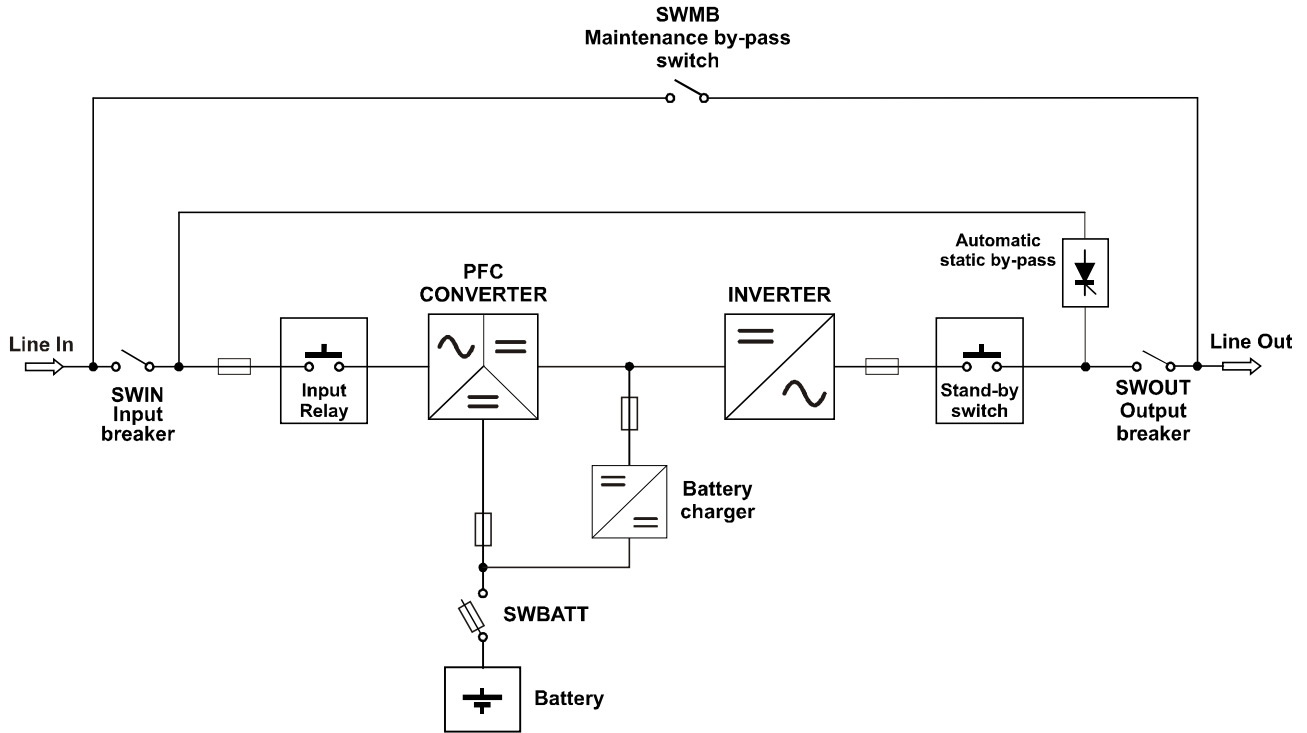 SWMB
Maintenance by-pass
switch
Automatic
static by-pass
PFC
CONVERTER
INVERTER
Line In
Line Out
SWIN
Input
breaker
Input
Relay
Stand-by
switch
SWOUT
Output
breaker
Battery
charger
SWBATT
Battery